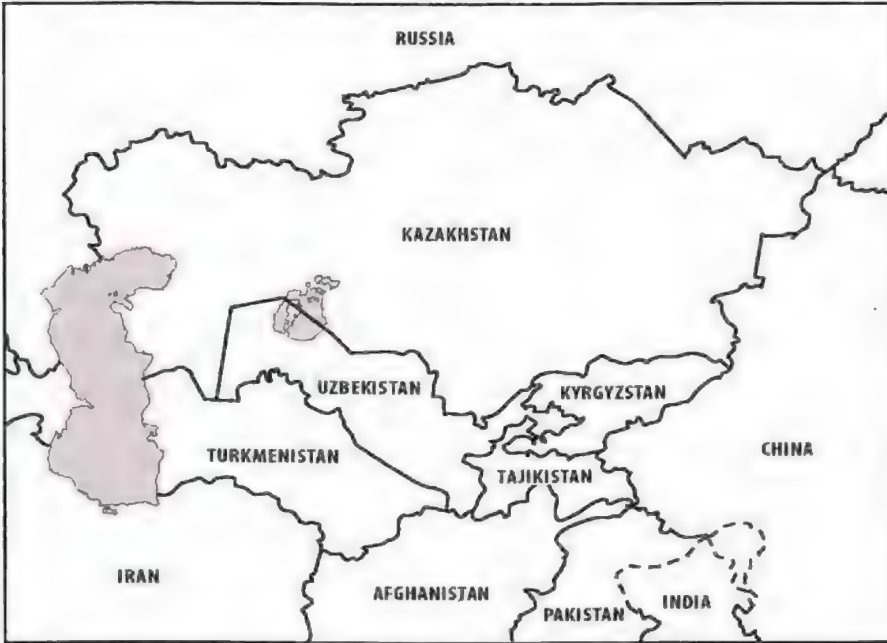 RUSSIA
KAZAKHSTAN
UZBEKISTAN
KYRGYZSTAN
TURKMENISTAN
TAJIKISTAN
CHINA
IRAN
AFGHANISTAN
PAKISTAN
INDIA